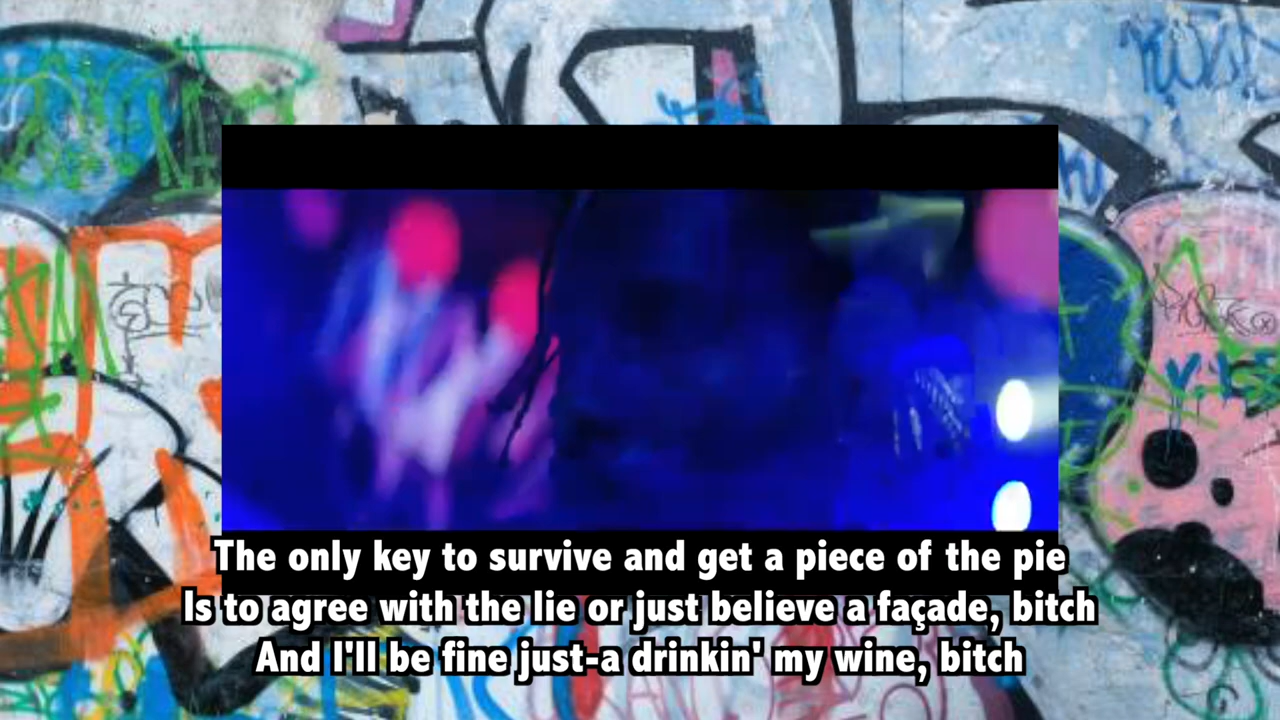 The only key to survive and get a piece of the pie
Is to agree with the lie or just believe a façade, bitch
And I'll be fine just-a drinkin' my wine, bitch